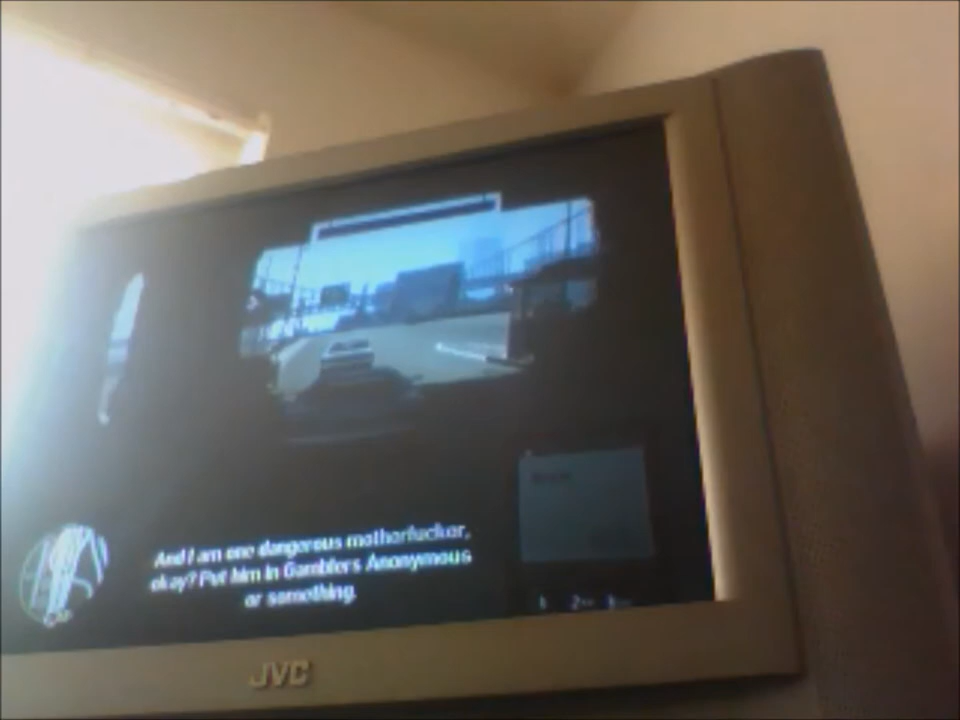 And I am one dangerous motherfucker,
okay? Put him in Gamblers Anonymous
or something.
JVC